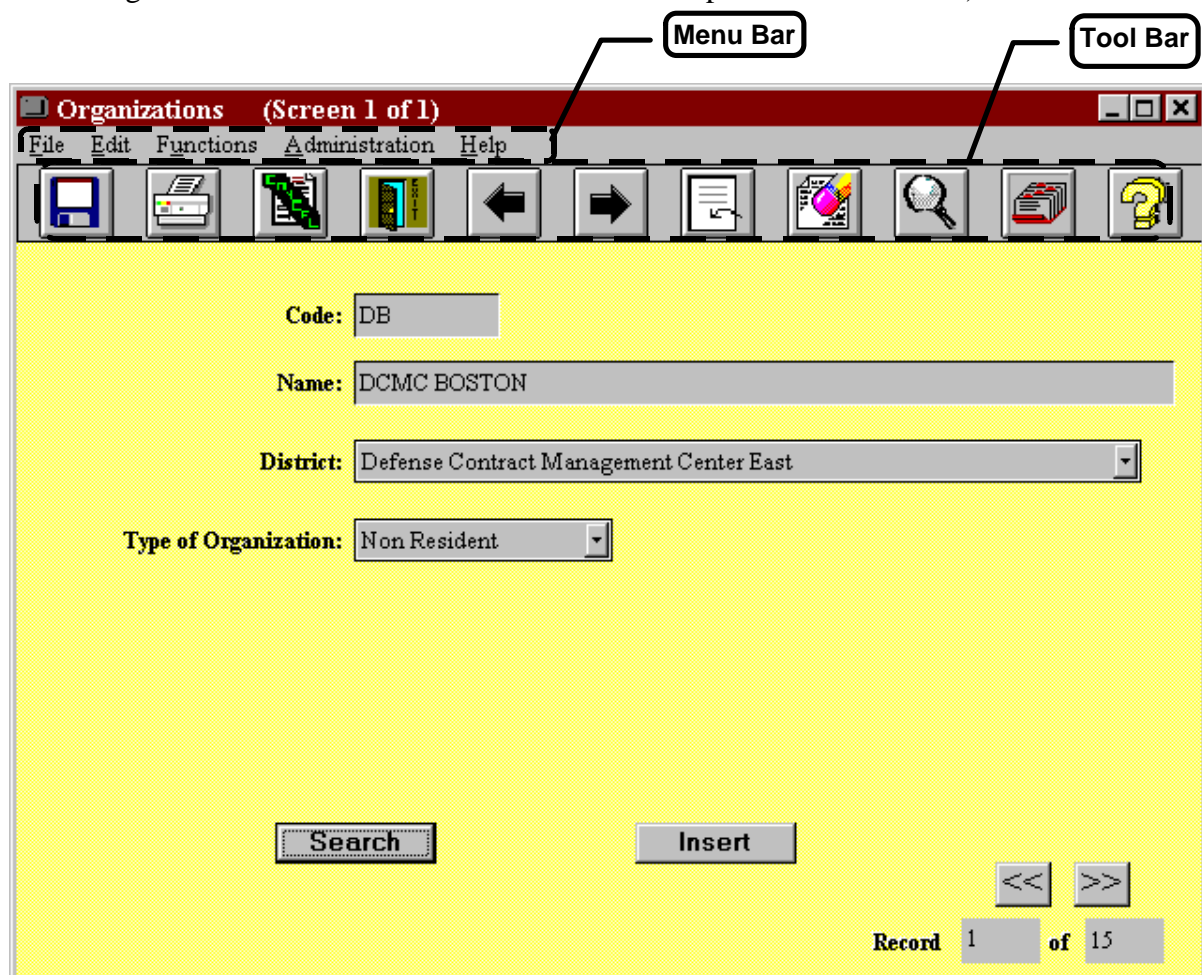 Menu Bar
Tool Bar
Organizations (Screen 1 of 1)
File Edit Functions Administration Help
EXIT
Code: DB
Name: DCMC BOSTON
District: Defense Contract Management Center East
Type of Organization: Non Resident
Search Insert
<< >>
Record 1 of 15